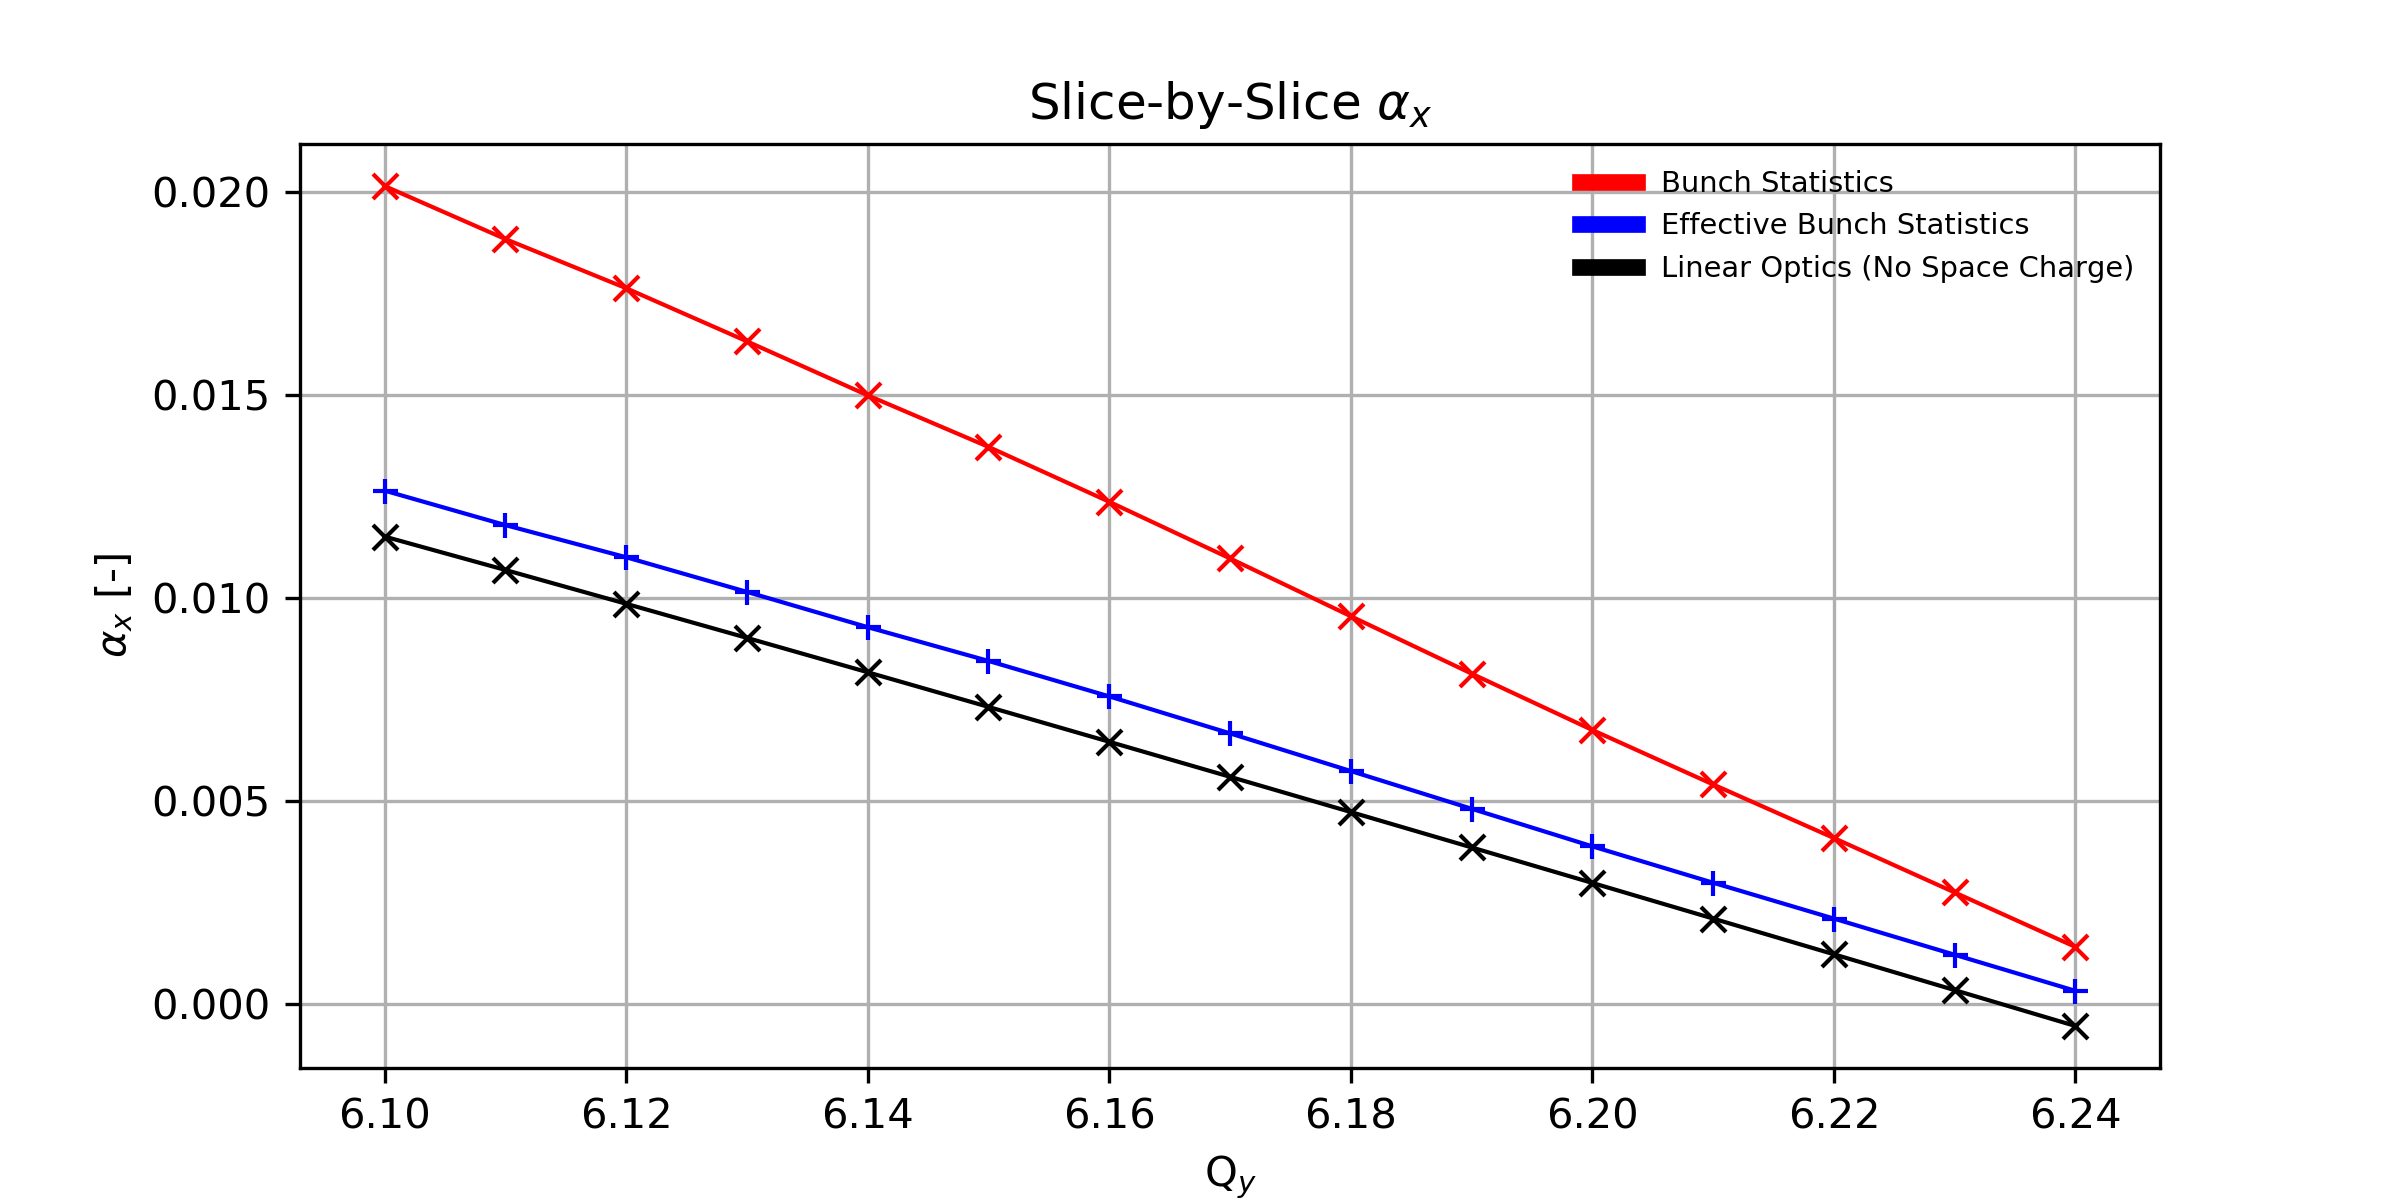 Slice-by-Slice αₓ
Bunch Statistics
Effective Bunch Statistics
Linear Optics (No Space Charge)
αₓ [-]
0.020
0.015
0.010
0.005
0.000
6.10 6.12 6.14 6.16 6.18 6.20 6.22 6.24
Qy